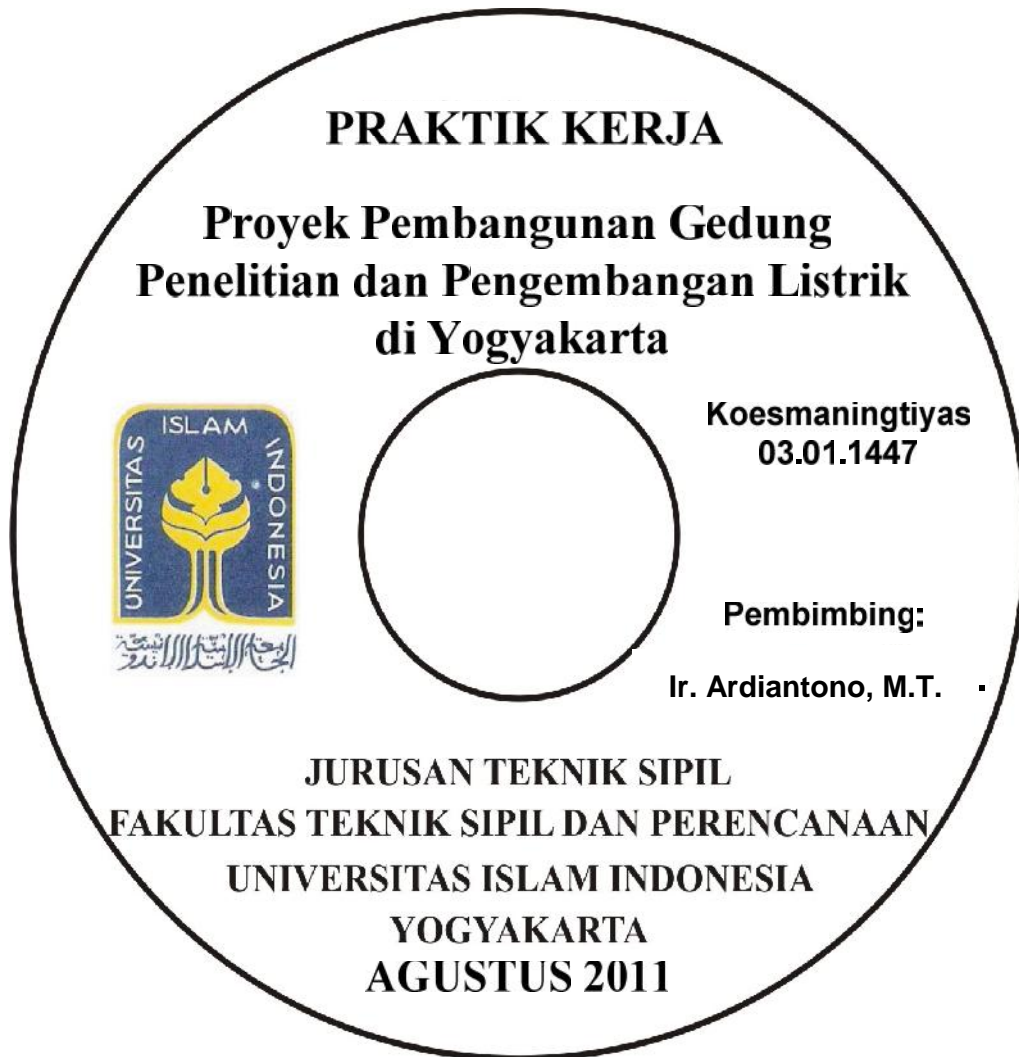 PRAKTIK KERJA
Proyek Pembangunan Gedung
Penelitian dan Pengembangan Listrik
di Yogyakarta
UNIVERSITAS
ISLAM
INDONESIA
Koesmaningtiyas
03.01.1447
Pembimbing:
Ir. Ardiantono, M.T.
JURUSAN TEKNIK SIPIL
FAKULTAS TEKNIK SIPIL DAN PERENCANAAN
UNIVERSITAS ISLAM INDONESIA
YOGYAKARTA
AGUSTUS 2011